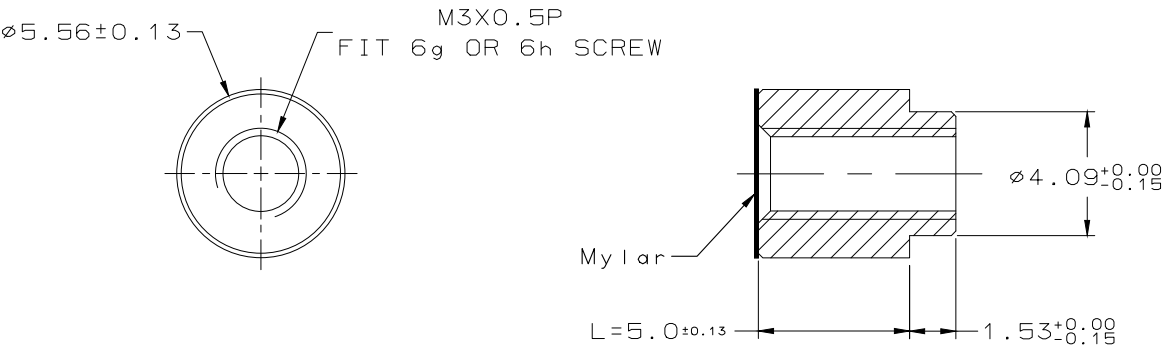 ø5.56±0.13
M3X0.5P
FIT 6g OR 6h SCREW
ø4.09+0.00
-0.15
Mylar
L=5.0±0.13
1.53+0.00
-0.15